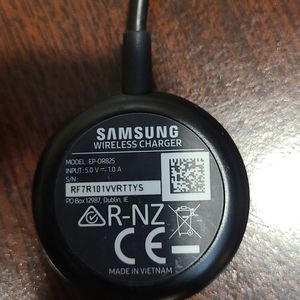 SAMSUNG
WIRELESS CHARGER
MODEL: EP-OR825
INPUT: 5.0 V ⎓ 1.0 A
S/N:
RF7R101VVRTTYS
PO Box 12987, Dublin, IE
R-NZ
CE
MADE IN VIETNAM